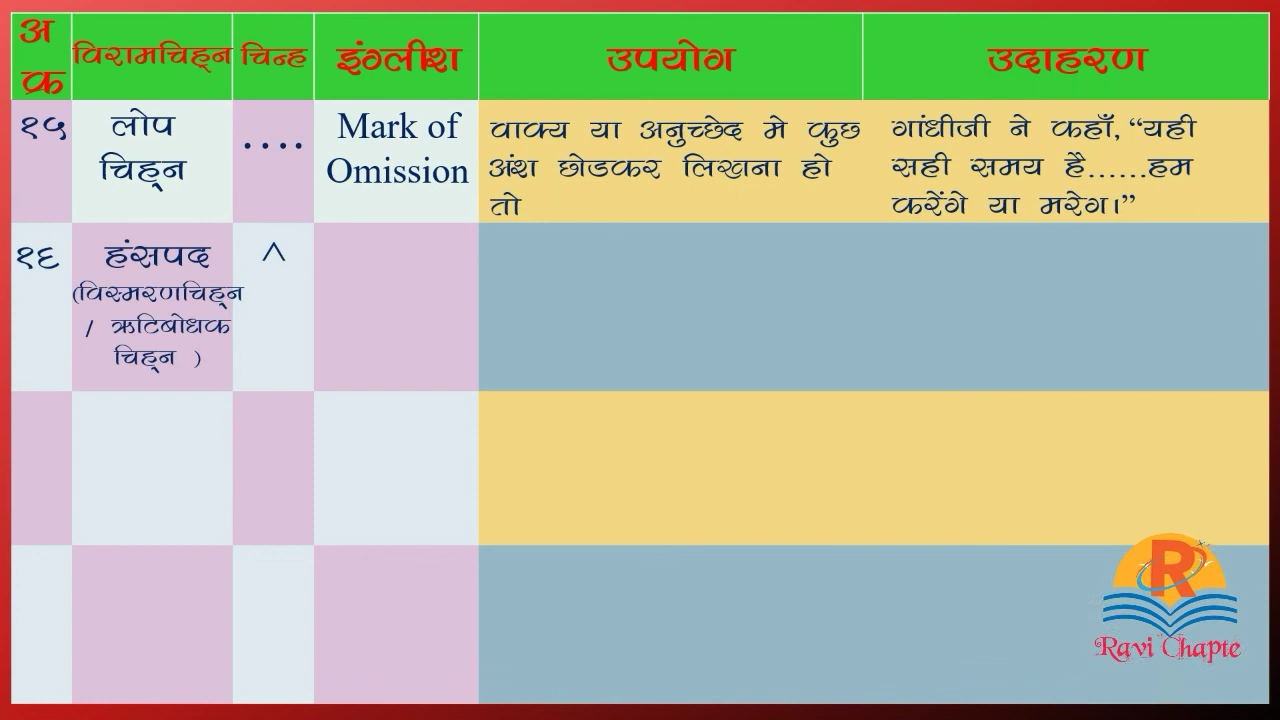 अ क्र विरामचिह्न चिन्ह इंग्लीश उपयोग उदाहरण
१५ लोप चिह्न .... Mark of Omission
वाक्य या अनुच्छेद मे कुछ
अंश छोडकर लिखना हो
तो
गांधीजी ने कहाँ, “यही
सही समय है......हम
करेंगे या मरेग।”
१६ हंसपद ^
(विस्मरणचिह्न
/ ऋटिबोधक
चिह्न )
R
Ravi Chapte